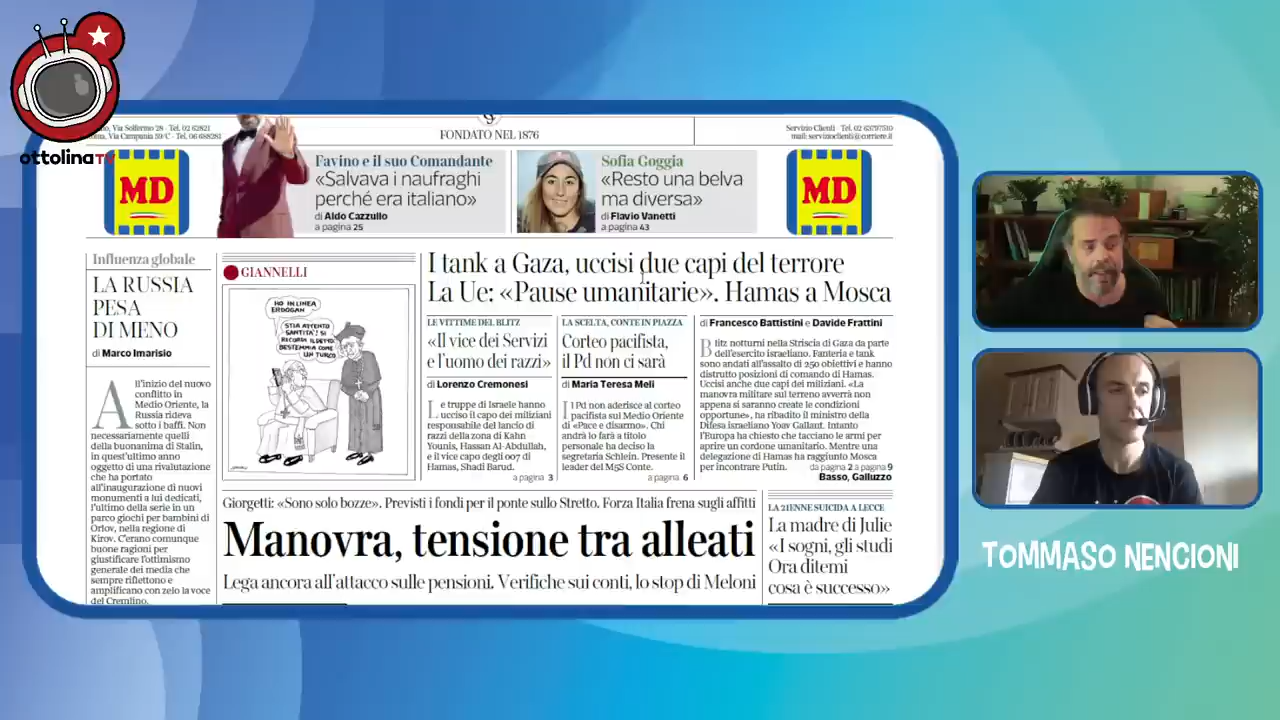 ottolinaTV
no, Via Solferino 28 - Tel. 02 62821
Via Campania 59/C - Tel. 06 688281
FONDATO NEL 1876
Servizio Clienti - Tel. 02 63797510
mail: servizioclienti@corriere.it
MD
Favino e il suo Comandante
«Salvava i naufraghi
perché era italiano»
di Aldo Cazzullo
a pagina 25
Sofia Goggia
«Resto una belva
ma diversa»
di Flavio Vanetti
a pagina 43
MD
Influenza globale
LA RUSSIA
PESA
DI MENO
di Marco Imarisio
All'inizio del nuovo
conflitto in
Medio Oriente, la
Russia rideva
sotto i baffi. Non
necessariamente quelli
della buonanima di Stalin,
in quest'ultimo anno
oggetto di una rivalutazione
che ha portato
all'inaugurazione di nuovi
monumenti a lui dedicati,
l'ultimo della serie in un
parco giochi per bambini di
Orlov, nella regione di
Kirov. C'erano comunque
buone ragioni per
giustificare l'ottimismo
generale dei media che
sempre riflettono e
amplificano con zelo la voce
del Cremlino.
GIANNELLI
HO IN LINEA
ERDOGAN
STIA ATTENTO
SANTITA'! SI
RICORDI IL DETTO
BESTEMMIA COME
UN TURCO
I tank a Gaza, uccisi due capi del terrore
La Ue: «Pause umanitarie». Hamas a Mosca
LE VITTIME DEL BLITZ
«Il vice dei Servizi
e l'uomo dei razzi»
di Lorenzo Cremonesi
Le truppe di Israele hanno
ucciso il capo dei miliziani
responsabile del lancio di
razzi della zona di Kahn
Younis, Hassan Al-Abdullah,
e il vice capo degli 007 di
Hamas, Shadi Barud.
a pagina 3
LA SCELTA, CONTE IN PIAZZA
Corteo pacifista,
il Pd non ci sarà
di Maria Teresa Meli
Il Pd non aderisce al corteo
pacifista sul Medio Oriente
di «Pace e disarmo». Chi
andrà lo farà a titolo
personale ha deciso la
segretaria Schlein. Presente il
leader del M5S Conte.
a pagina 6
di Francesco Battistini e Davide Frattini
Blitz notturni nella Striscia di Gaza da parte
dell'esercito israeliano. Fanteria e tank
sono andati all'assalto di 250 obiettivi e hanno
distrutto posizioni di comando di Hamas.
Uccisi anche due capi dei miliziani. «La
manovra militare sul terreno avverrà non
appena si saranno create le condizioni
opportune», ha ribadito il ministro della
Difesa israeliano Yoav Gallant. Intanto
l'Europa ha chiesto che tacciano le armi per
aprire un cordone umanitario. Mentre una
delegazione di Hamas ha raggiunto Mosca
per incontrare Putin. da pagina 2 a pagina 9
Basso, Galluzzo
Giorgetti: «Sono solo bozze». Previsti i fondi per il ponte sullo Stretto. Forza Italia frena sugli affitti
Manovra, tensione tra alleati
Lega ancora all'attacco sulle pensioni. Verifiche sui conti, lo stop di Meloni
LA 21ENNE SUICIDA A LECCE
La madre di Julie
«I sogni, gli studi
Ora ditemi
cosa è successo»
TOMMASO NENCIONI